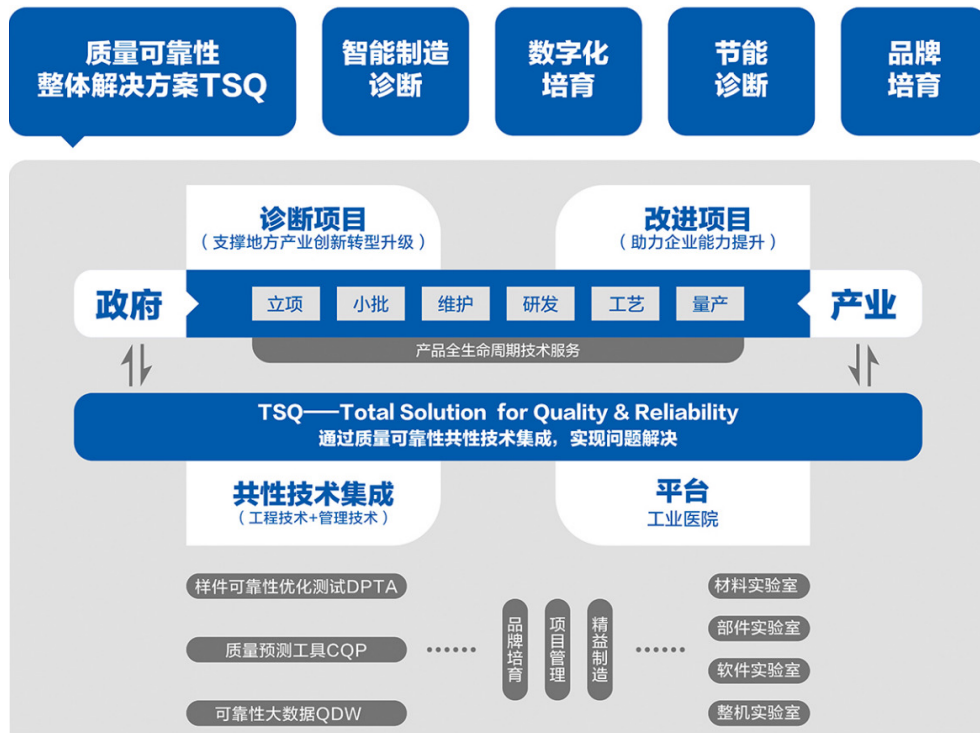 质量可靠性
整体解决方案TSQ
智能制造
诊断
数字化
培育
节能
诊断
品牌
培育
诊断项目
（支撑地方产业创新转型升级）
改进项目
（助力企业能力提升）
政府
立项
小批
维护
研发
工艺
量产
产业
产品全生命周期技术服务
TSQ——Total Solution for Quality & Reliability
通过质量可靠性共性技术集成，实现问题解决
共性技术集成
（工程技术+管理技术）
平台
工业医院
样件可靠性优化测试DPTA
质量预测工具CQP
可靠性大数据QDW
品牌培育
项目管理
精益制造
材料实验室
部件实验室
软件实验室
整机实验室